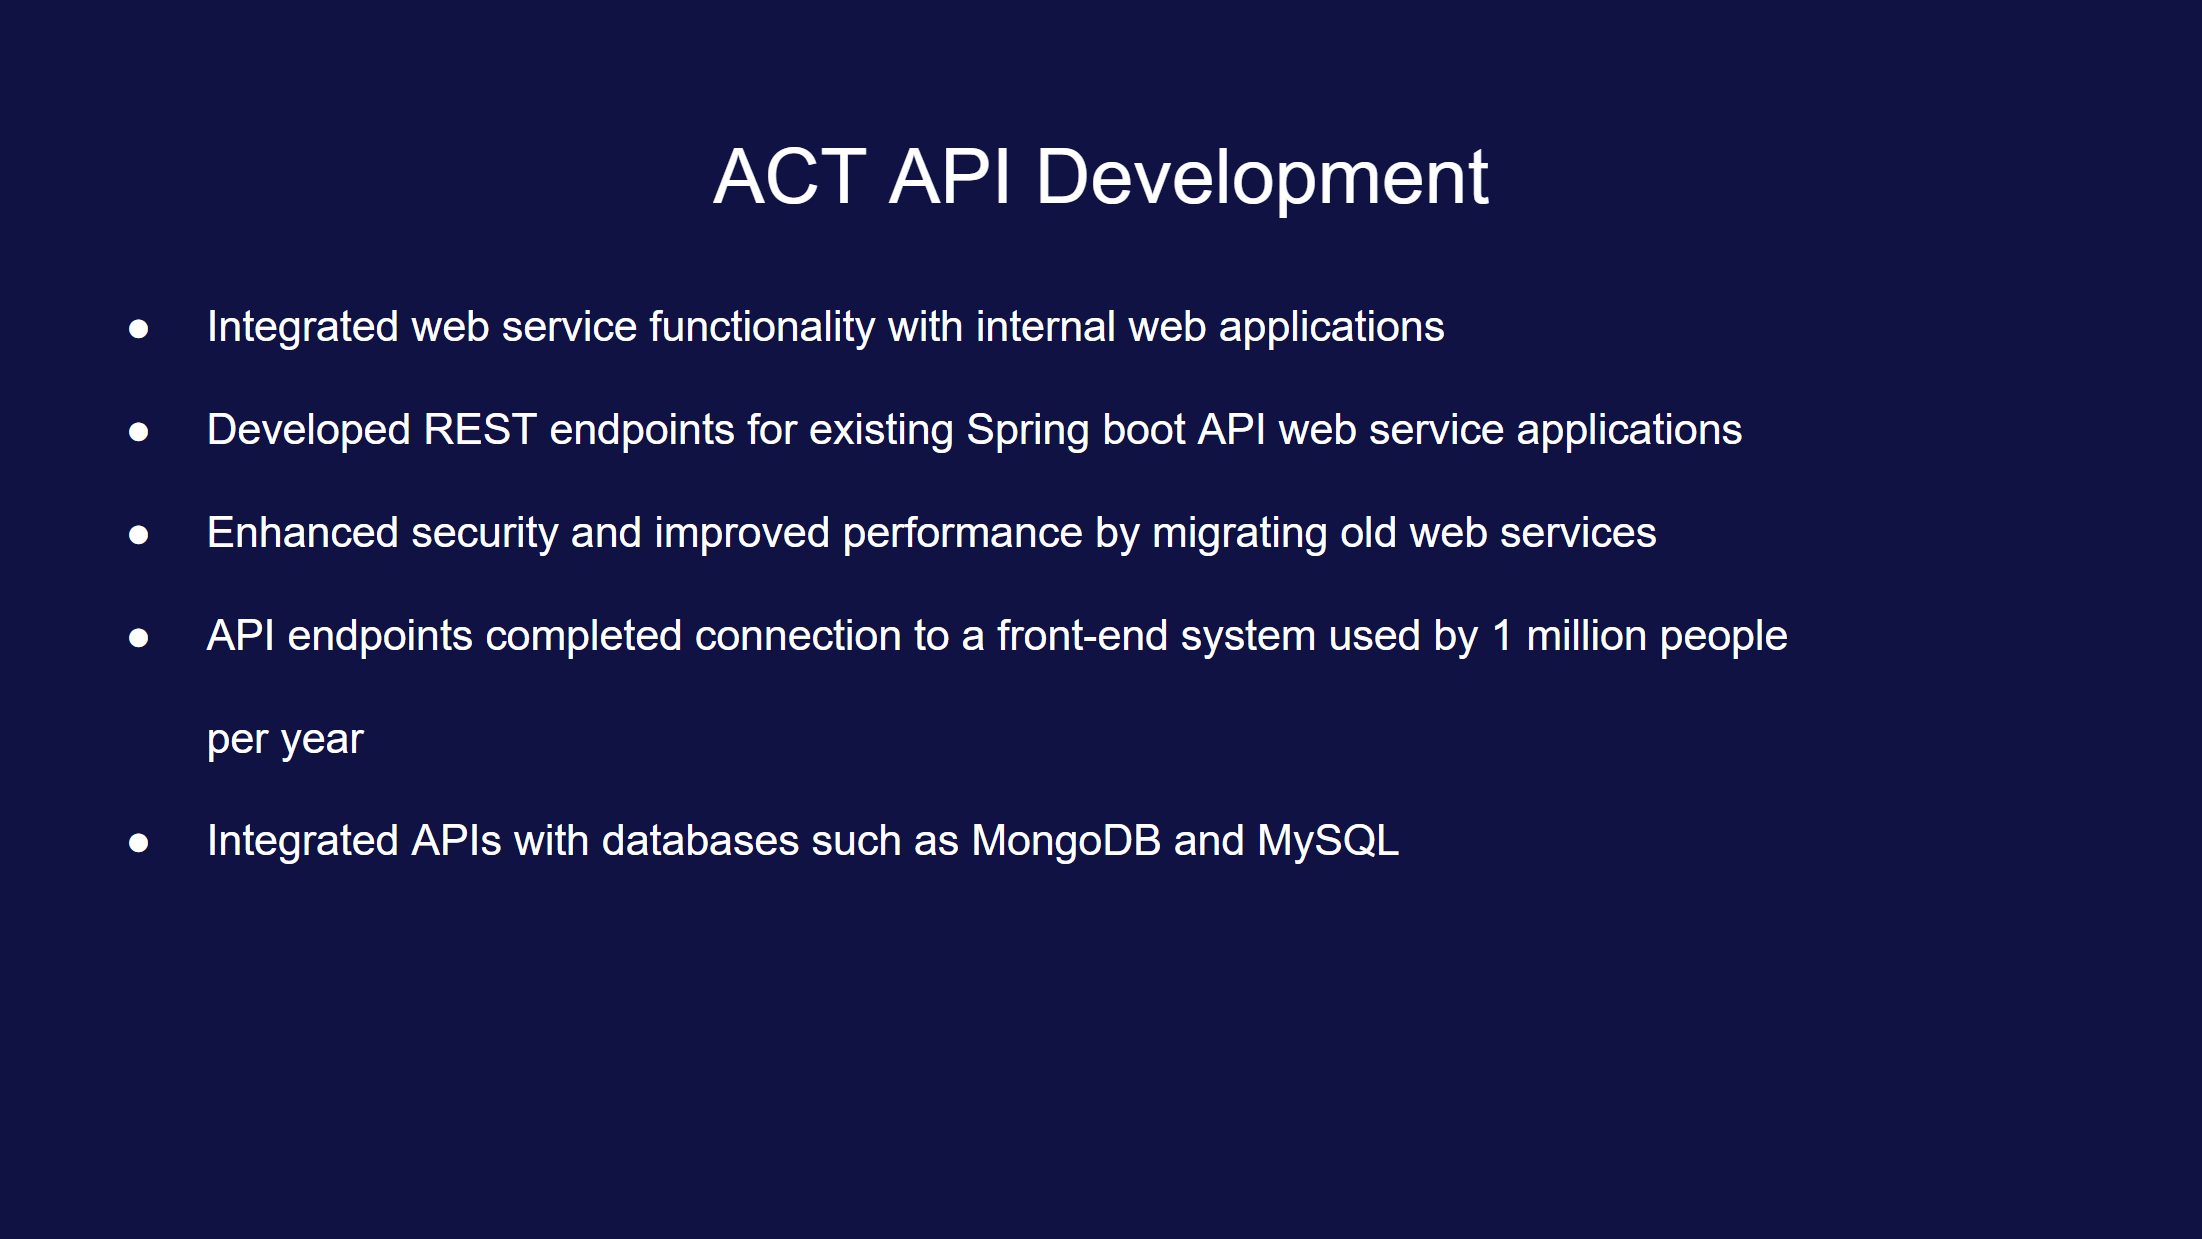 ACT API Development
● Integrated web service functionality with internal web applications
● Developed REST endpoints for existing Spring boot API web service applications
● Enhanced security and improved performance by migrating old web services
● API endpoints completed connection to a front-end system used by 1 million people
per year
● Integrated APIs with databases such as MongoDB and MySQL